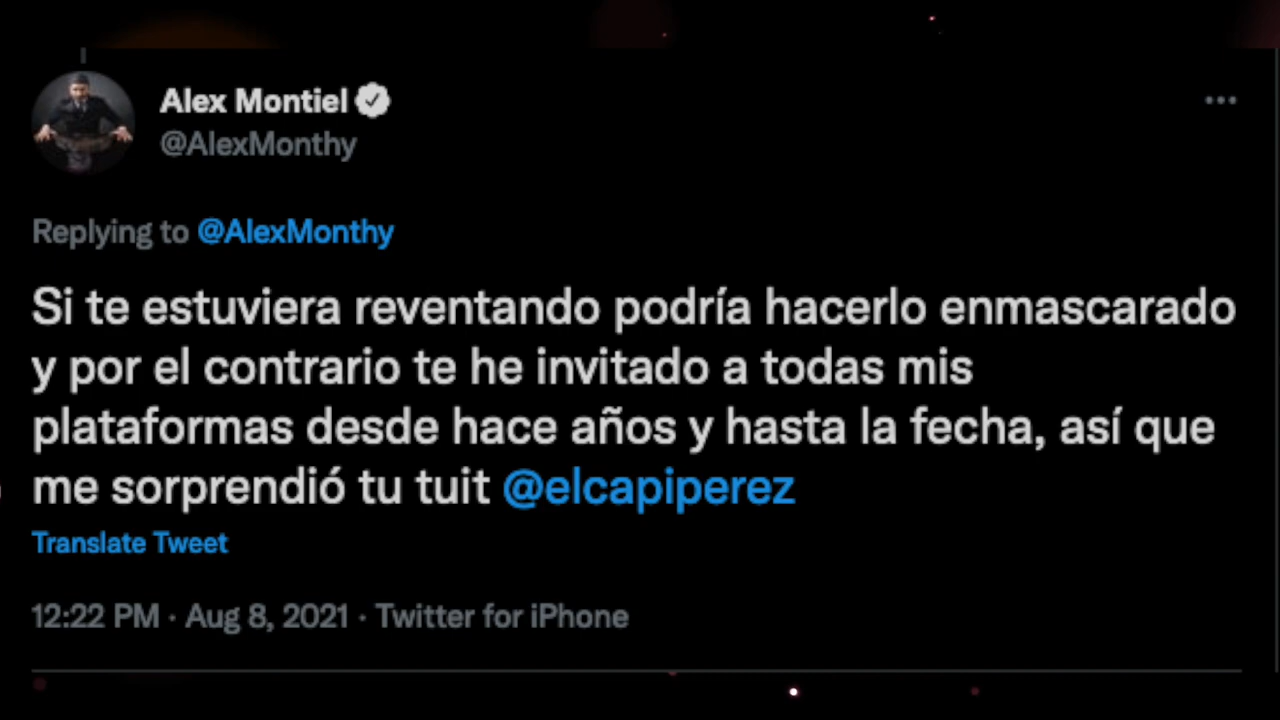 Alex Montiel
@AlexMonthy
Replying to @AlexMonthy
Si te estuviera reventando podría hacerlo enmascarado
y por el contrario te he invitado a todas mis
plataformas desde hace años y hasta la fecha, así que
me sorprendió tu tuit @elcapiperez
Translate Tweet
12:22 PM · Aug 8, 2021 · Twitter for iPhone